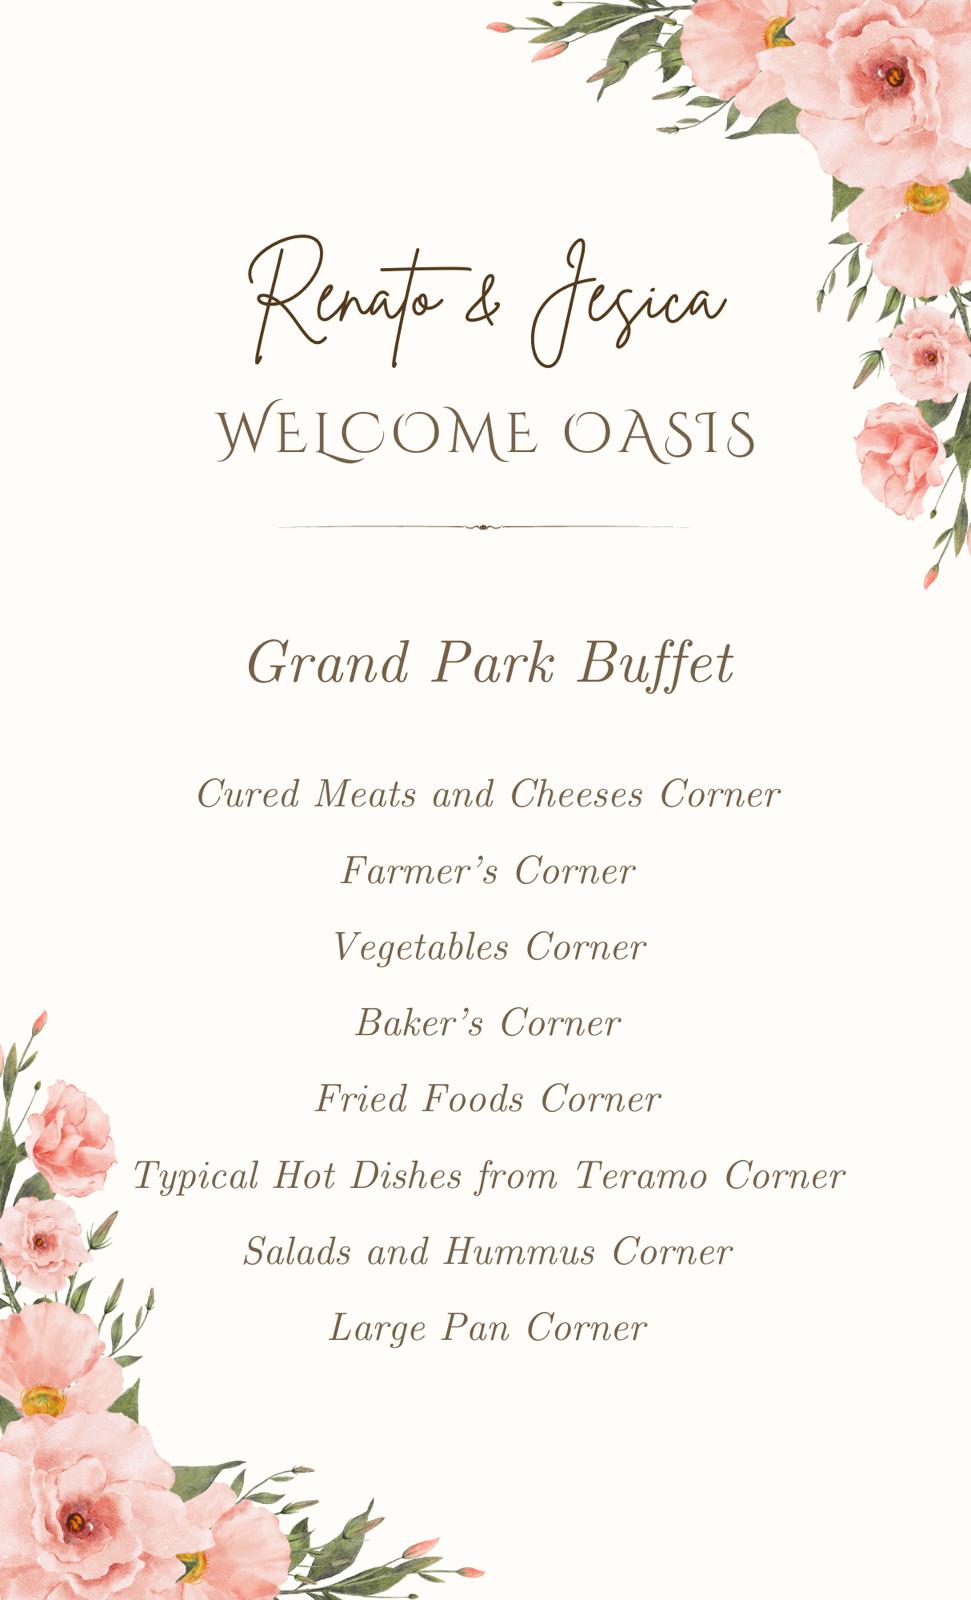 Renato & Jesica
WELCOME OASIS
Grand Park Buffet
Cured Meats and Cheeses Corner
Farmer’s Corner
Vegetables Corner
Baker’s Corner
Fried Foods Corner
Typical Hot Dishes from Teramo Corner
Salads and Hummus Corner
Large Pan Corner